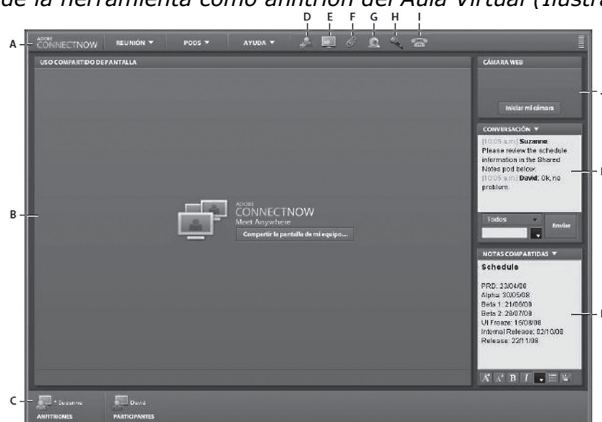 de la herramienta como anfitrión del Aula Virtual (Ilustra
D E F G H I
A
ADOBE
CONNECTNOW
REUNIÓN
PODS
AYUDA
USO COMPARTIDO DE PANTALLA
CÁMARA WEB
Iniciar mi cámara
CONVERSACIÓN
[10:05 a.m.] Suzanne:
Please review the schedule
information in the Shared
Notes pod below.
[10:05 a.m.] David: Ok, no
problem.
Todos
Enviar
B
ADOBE
CONNECTNOW
Meet Anywhere
Compartir la pantalla de mi equipo...
NOTAS COMPARTIDAS
Schedule
PRD: 23/04/08
Alpha: 30/05/08
Beta 1: 21/06/08
Beta 2: 26/07/08
UI Freeze: 16/08/08
Internal Release: 02/10/08
Release: 22/11/08
B I
C
* Suzanne
David
ANFITRIONES
PARTICIPANTES